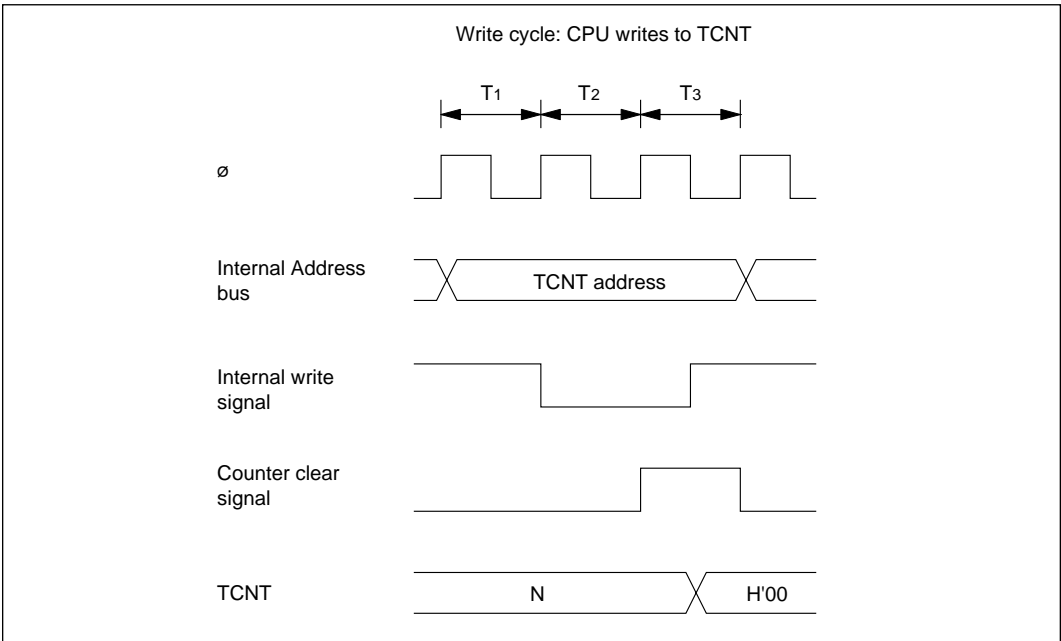 Write cycle: CPU writes to TCNT
T1 T2 T3
ø
Internal Address
bus
TCNT address
Internal write
signal
Counter clear
signal
TCNT
N
H'00